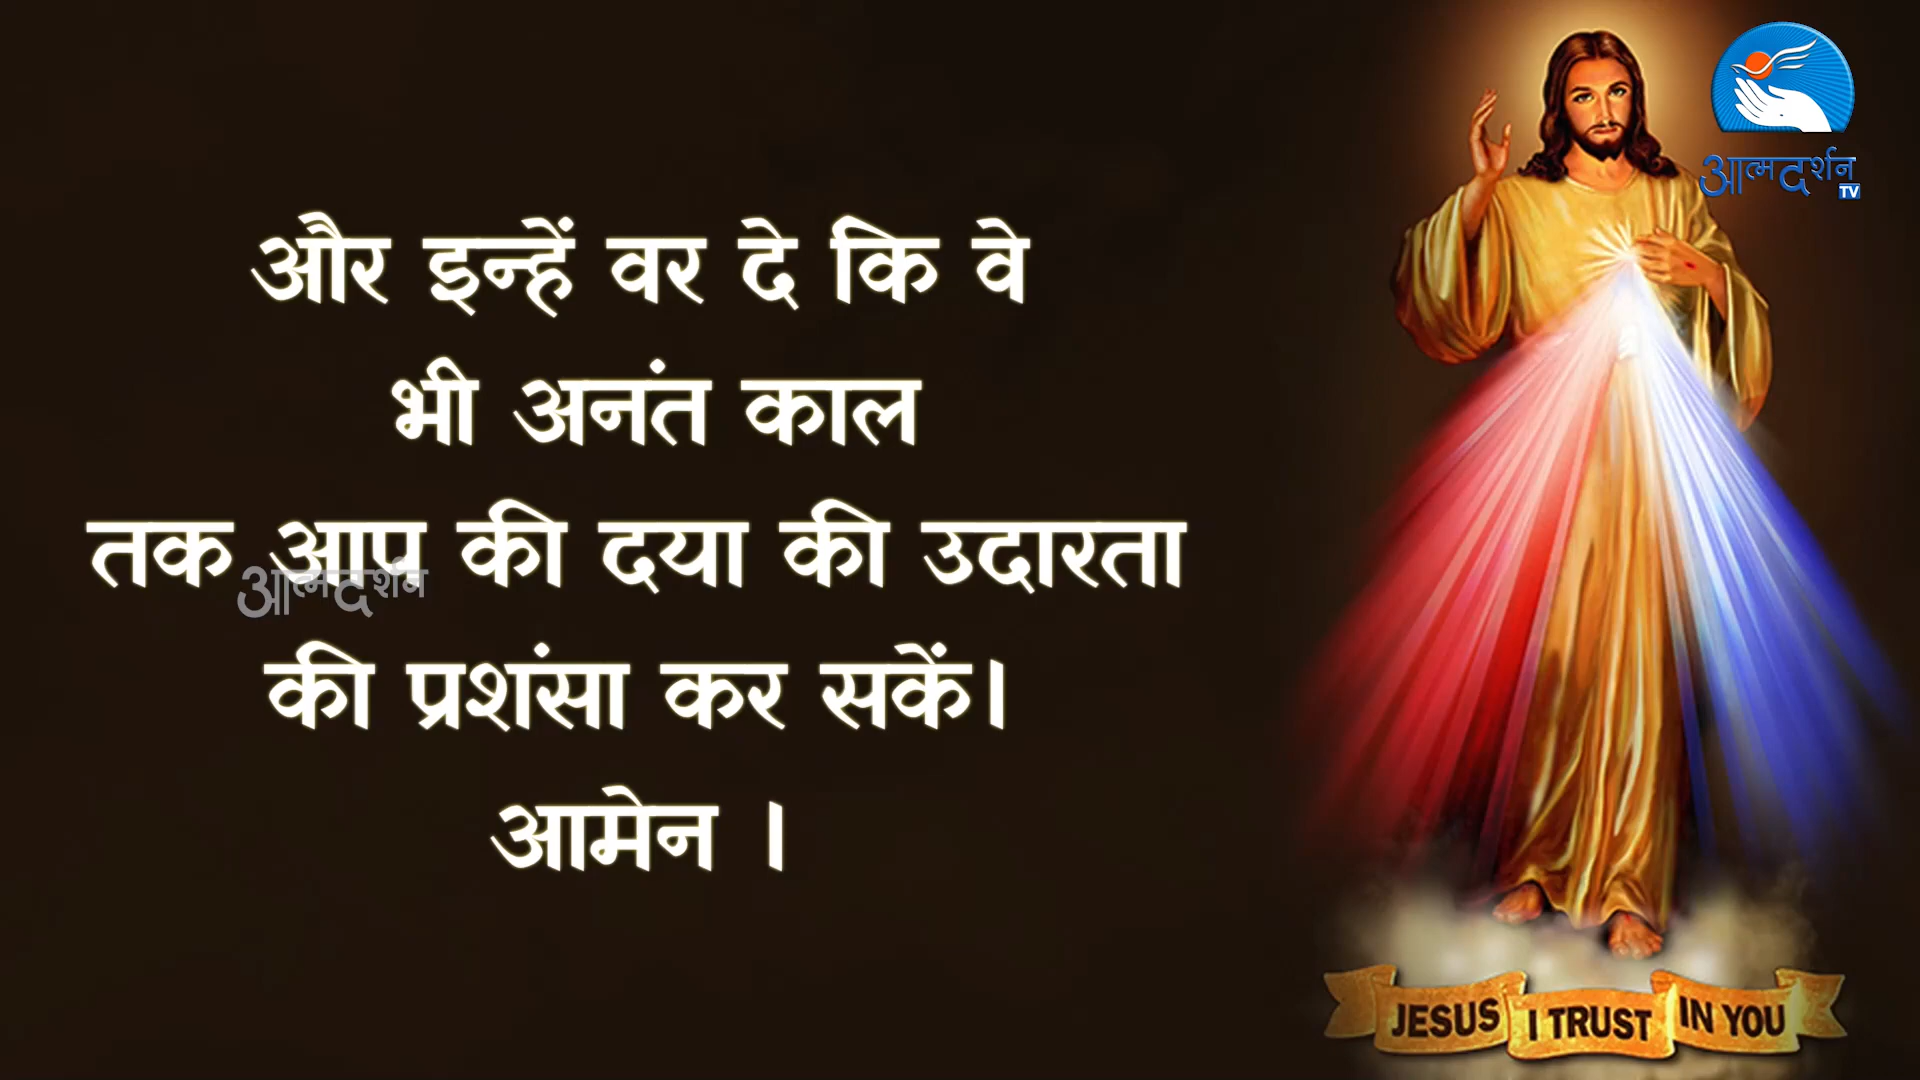 और इन्हें वर दे कि वे
भी अनंत काल
तक आप की दया की उदारता
की प्रशंसा कर सकें।
आमेन ।
आत्मदर्शन
आत्मदर्शन
TV
JESUS I TRUST IN YOU